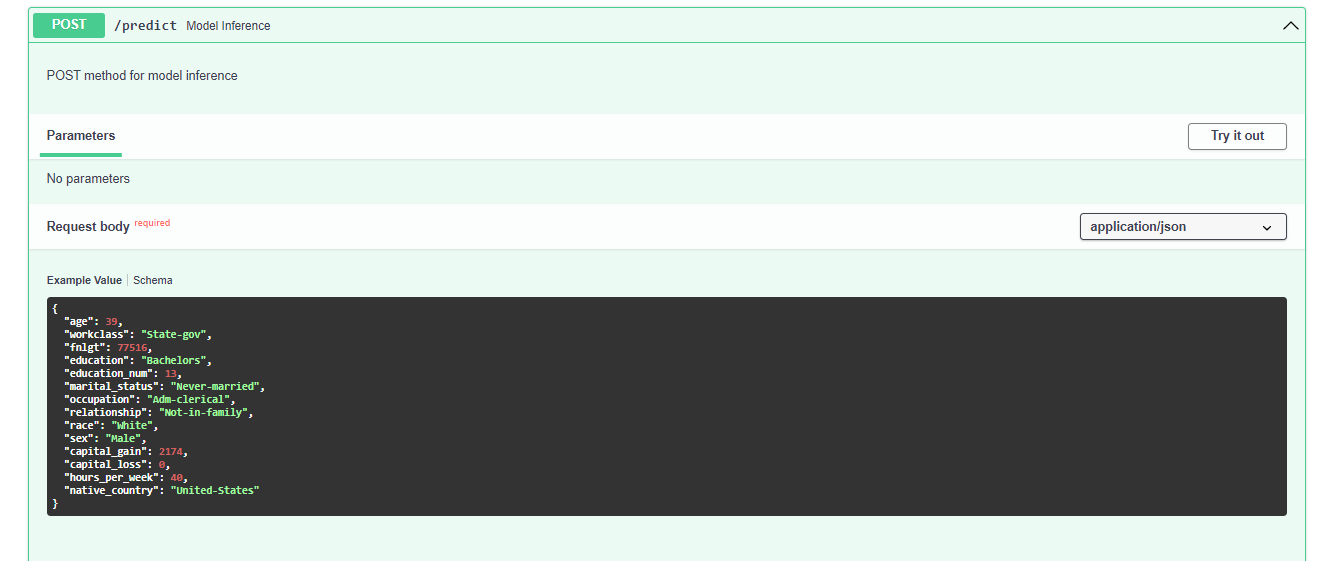 POST /predict Model Inference
POST method for model inference
Parameters
Try it out
No parameters
Request body required
application/json
Example Value Schema
{
"age": 39,
"workclass": "State-gov",
"fnlgt": 77516,
"education": "Bachelors",
"education_num": 13,
"marital_status": "Never-married",
"occupation": "Adm-clerical",
"relationship": "Not-in-family",
"race": "White",
"sex": "Male",
"capital_gain": 2174,
"capital_loss": 0,
"hours_per_week": 40,
"native_country": "United-States"
}